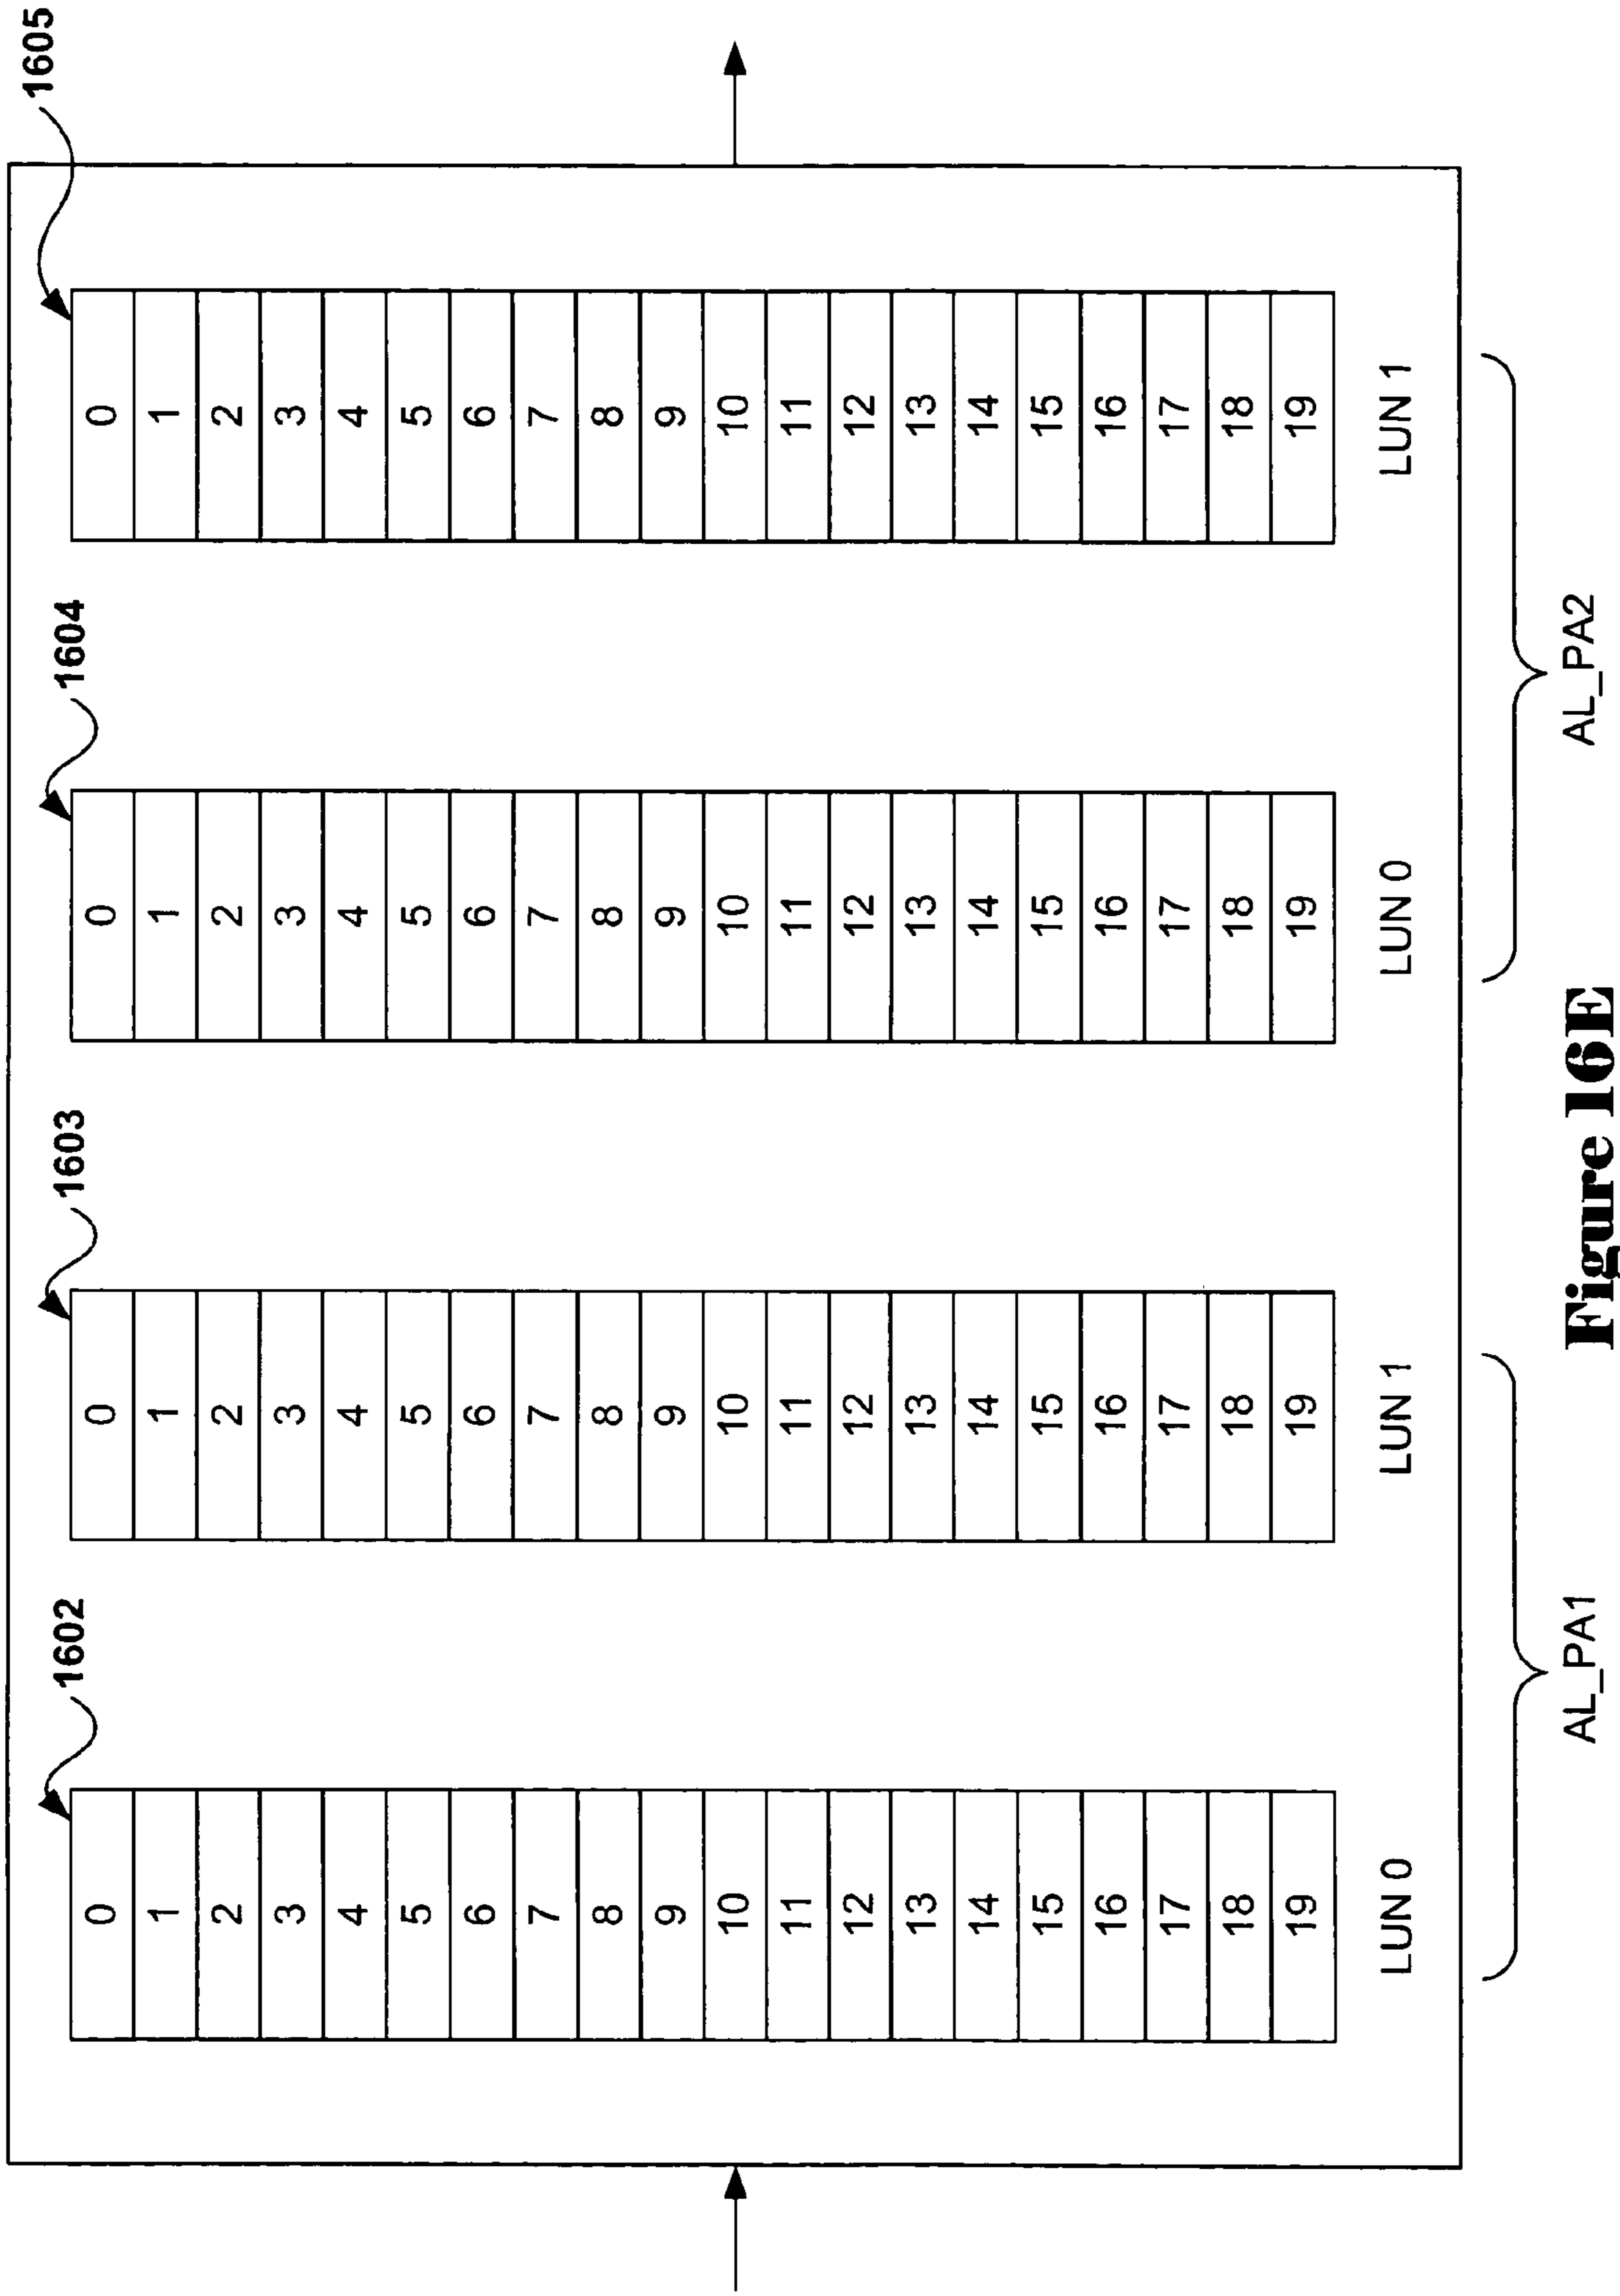 1602 1603 1604 1605
0 0 0 0
1 1 1 1
2 2 2 2
3 3 3 3
4 4 4 4
5 5 5 5
6 6 6 6
7 7 7 7
8 8 8 8
9 9 9 9
10 10 10 10
11 11 11 11
12 12 12 12
13 13 13 13
14 14 14 14
15 15 15 15
16 16 16 16
17 17 17 17
18 18 18 18
19 19 19 19
LUN 0 LUN 1 LUN 0 LUN 1
AL_PA1 AL_PA2
Figure 16E